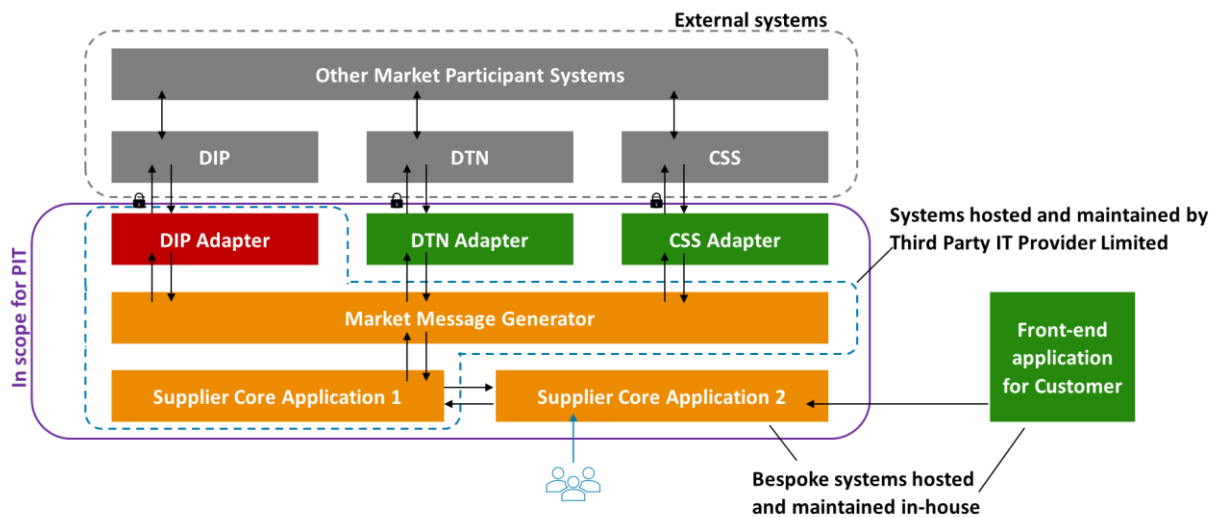 External systems
Other Market Participant Systems
DIP
DTN
CSS
In scope for PIT
DIP Adapter
DTN Adapter
CSS Adapter
Systems hosted and maintained by
Third Party IT Provider Limited
Market Message Generator
Front-end
application
for Customer
Supplier Core Application 1
Supplier Core Application 2
Bespoke systems hosted
and maintained in-house